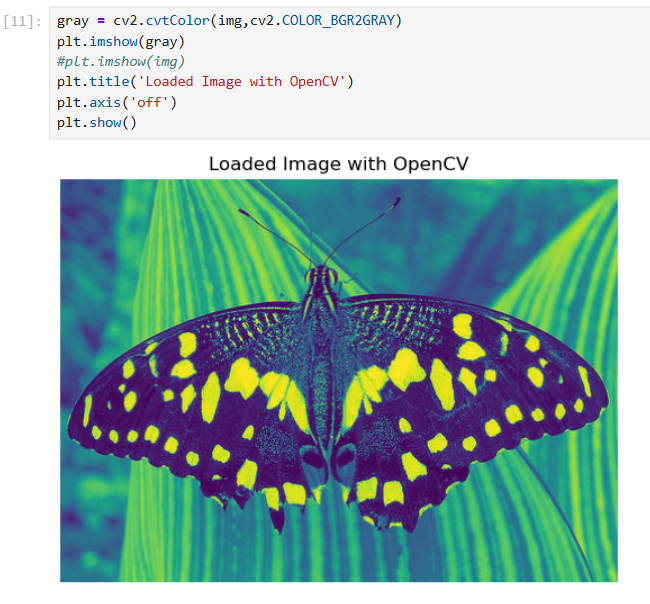 [11]: gray = cv2.cvtColor(img,cv2.COLOR_BGR2GRAY)
plt.imshow(gray)
#plt.imshow(img)
plt.title('Loaded Image with OpenCV')
plt.axis('off')
plt.show()
Loaded Image with OpenCV